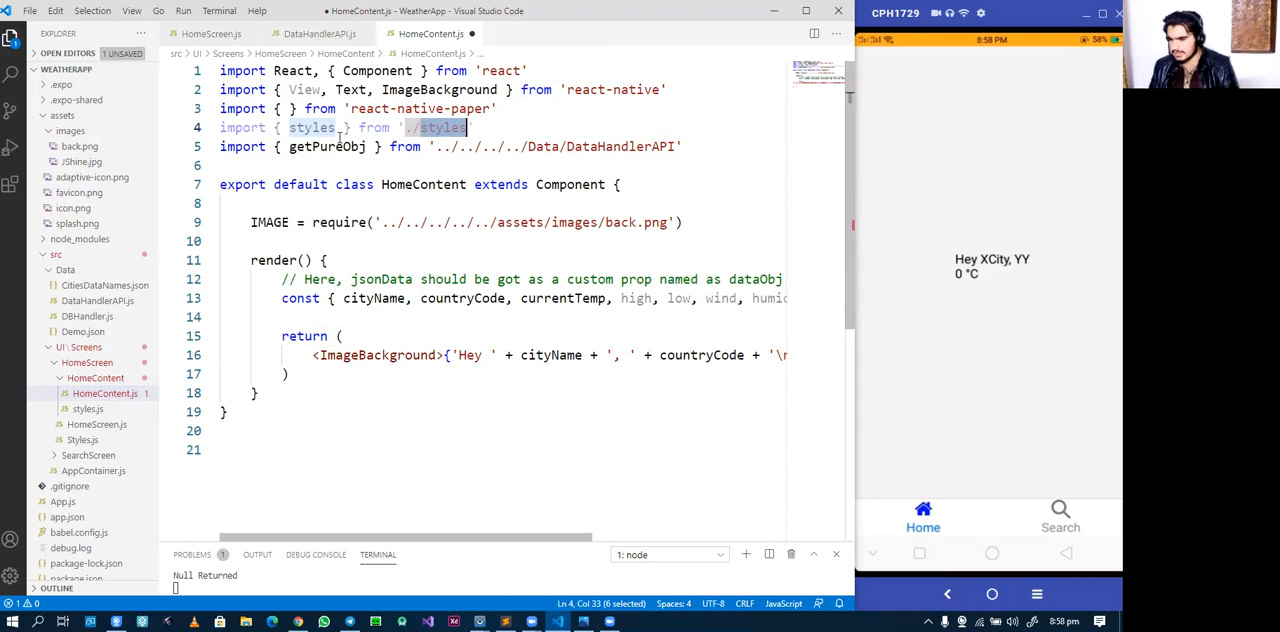 File Edit Selection View Go Run Terminal Help
● HomeContent.js - WeatherApp - Visual Studio Code
CPH1729
EXPLORER
HomeScreen.js
DataHandlerAPI.js
HomeContent.js ●
8:58 PM
58%
OPEN EDITORS 1 UNSAVED
src > UI > Screens > HomeScreen > HomeContent > HomeContent.js > ...
WEATHERAPP
.expo
.expo-shared
assets
images
back.png
JShine.jpg
adaptive-icon.png
favicon.png
icon.png
splash.png
node_modules
src
Data
CitiesDataNames.json
DataHandlerAPI.js
DBHandler.js
Demo.json
UI\Screens
HomeScreen
HomeContent
HomeContent.js 1
styles.js
HomeScreen.js
Styles.js
SearchScreen
AppContainer.js
.gitignore
App.js
app.json
babel.config.js
debug.log
package-lock.json
package.json
OUTLINE
1 import React, { Component } from 'react'
2 import { View, Text, ImageBackground } from 'react-native'
3 import { } from 'react-native-paper'
4 import { styles } from './styles'
5 import { getPureObj } from '../../../../Data/DataHandlerAPI'
6
7 export default class HomeContent extends Component {
8
9 IMAGE = require('../../../../../assets/images/back.png')
10
11 render() {
12 // Here, jsonData should be got as a custom prop named as dataObj
13 const { cityName, countryCode, currentTemp, high, low, wind, humid
14
15 return (
16 <ImageBackground>{'Hey ' + cityName + ', ' + countryCode + '\n
17 )
18 }
19 }
20
21
PROBLEMS 1 OUTPUT DEBUG CONSOLE TERMINAL
1: node
Null Returned
Hey XCity, YY
0 °C
Home
Search
1 0
Ln 4, Col 33 (6 selected) Spaces: 4 UTF-8 CRLF JavaScript
8:58 pm